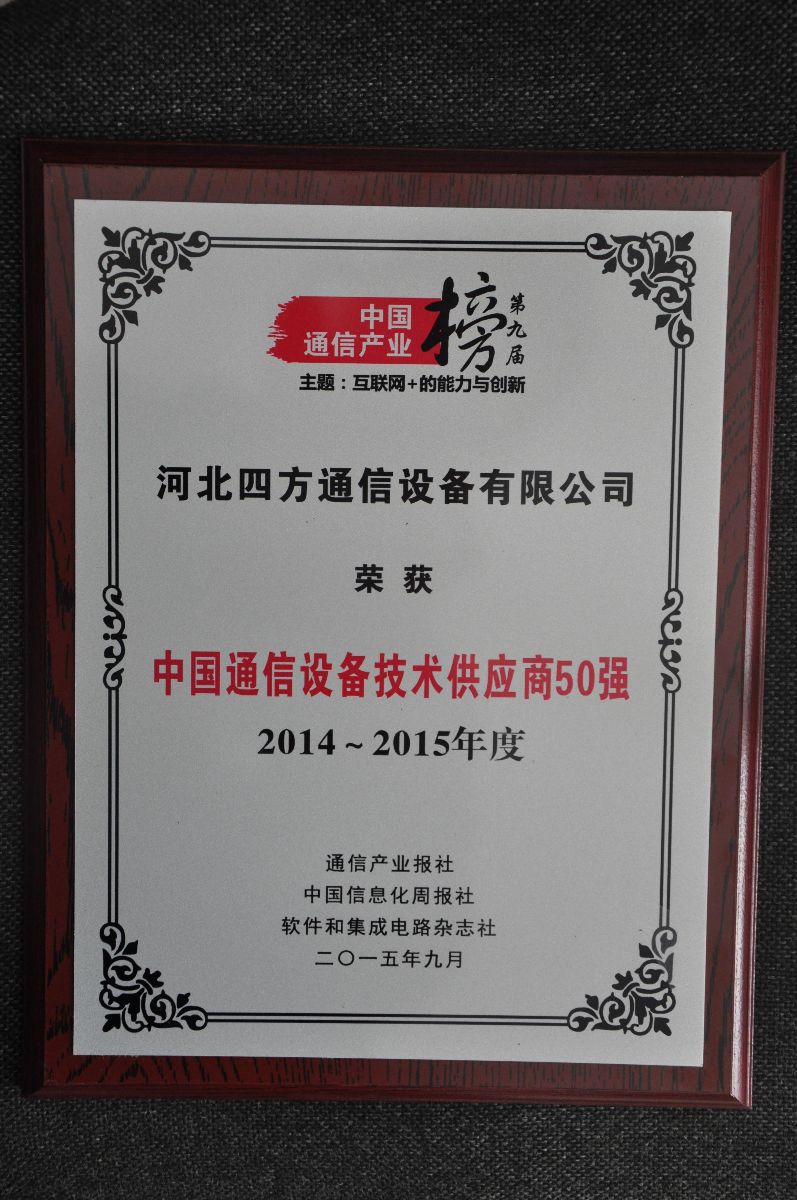 中国
通信产业
榜
第九届
主题：互联网+的能力与创新
河北四方通信设备有限公司
荣获
中国通信设备技术供应商50强
2014～2015年度
通信产业报社
中国信息化周报社
软件和集成电路杂志社
二〇一五年九月